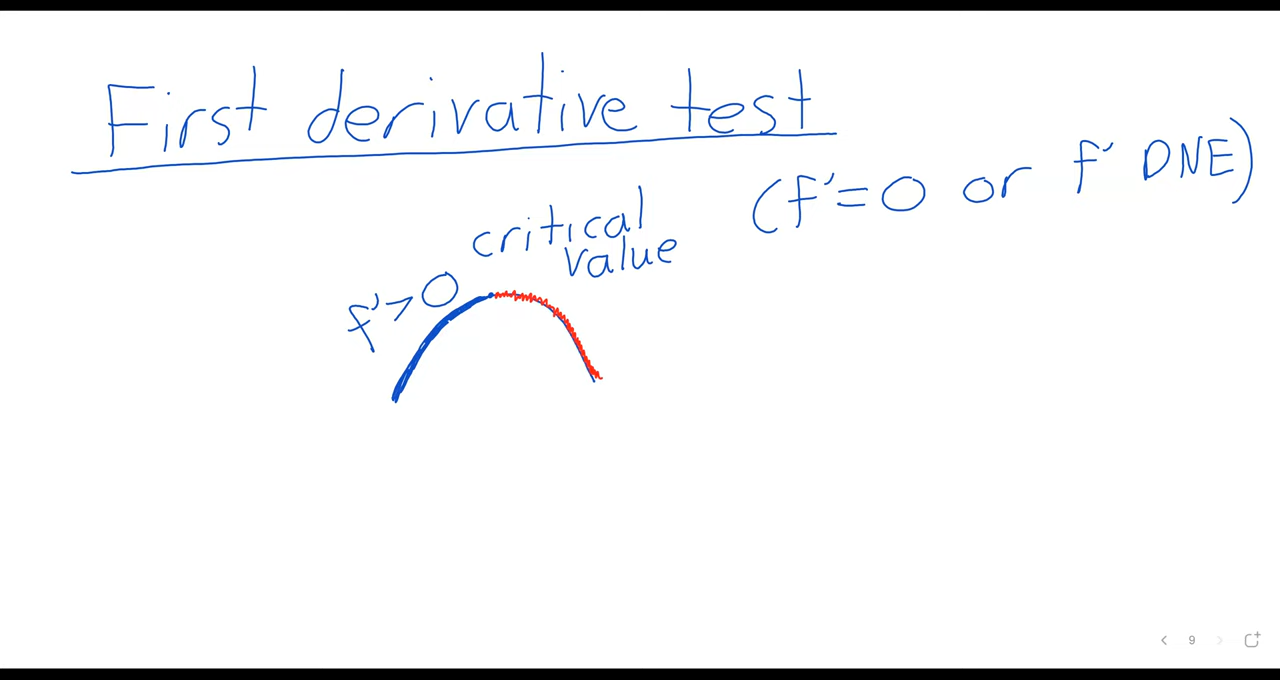 First derivative test
(f'=0 or f' DNE)
critical
value
f'>0
9